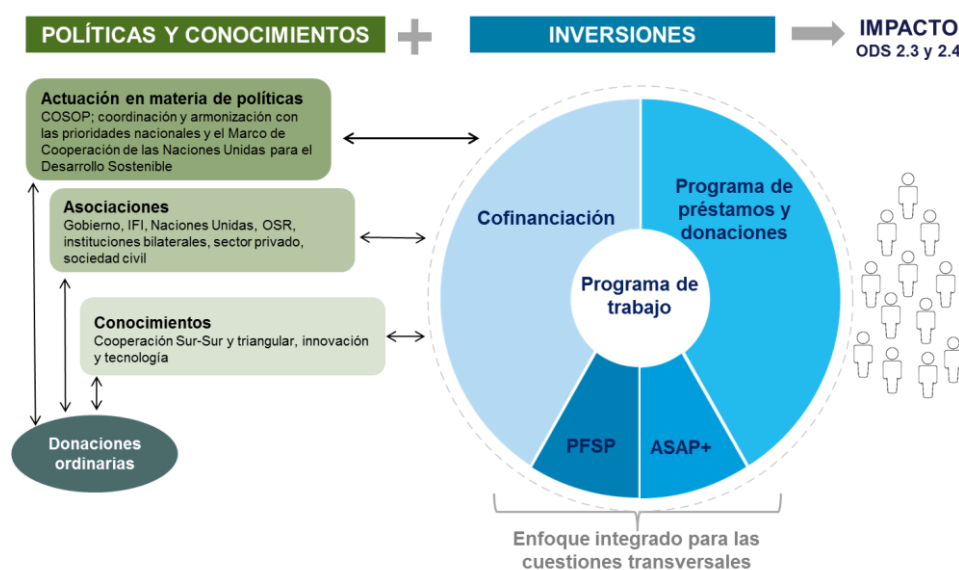 POLÍTICAS Y CONOCIMIENTOS
INVERSIONES
IMPACTO
ODS 2.3 y 2.4
Actuación en materia de políticas
COSOP; coordinación y armonización con
las prioridades nacionales y el Marco de
Cooperación de las Naciones Unidas para el
Desarrollo Sostenible
Asociaciones
Gobierno, IFI, Naciones Unidas, OSR,
instituciones bilaterales, sector privado,
sociedad civil
Conocimientos
Cooperación Sur-Sur y triangular, innovación
y tecnología
Donaciones
ordinarias
Cofinanciación
Programa de
préstamos y
donaciones
Programa de
trabajo
PFSP
ASAP+
Enfoque integrado para las
cuestiones transversales